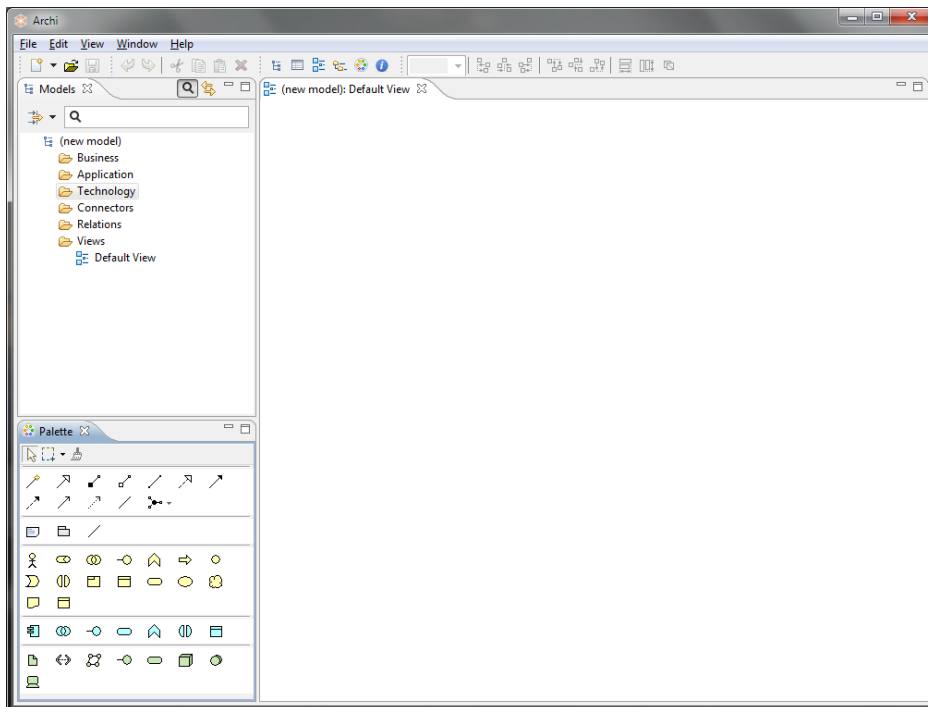 Archi
File Edit View Window Help
Models
(new model): Default View
(new model)
Business
Application
Technology
Connectors
Relations
Views
Default View
Palette